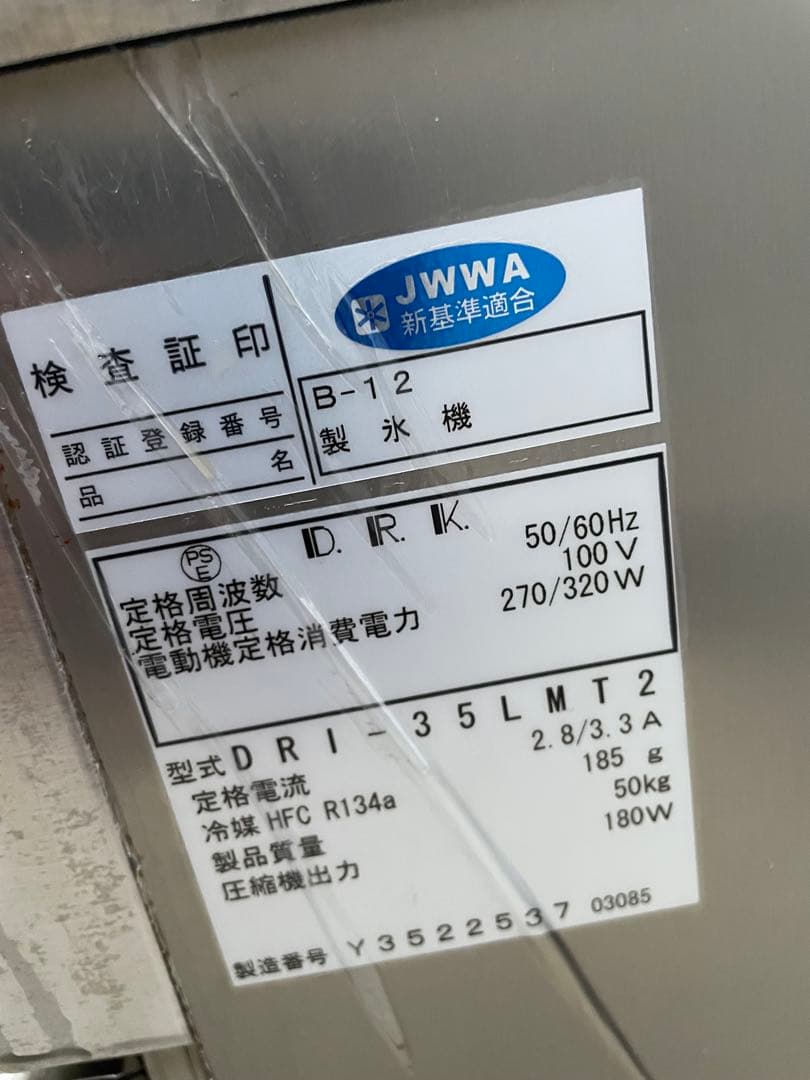 検査証印
JWWA
新基準適合
認証登録番号 B-12
品名 製氷機
PS E D.R.K.
定格周波数 50/60Hz
定格電圧 100V
電動機定格消費電力 270/320W
型式 DRI-35LMT2
定格電流 2.8/3.3A
冷媒 HFC R134a 185g
製品質量 50kg
圧縮機出力 180W
製造番号 Y3522537 03085